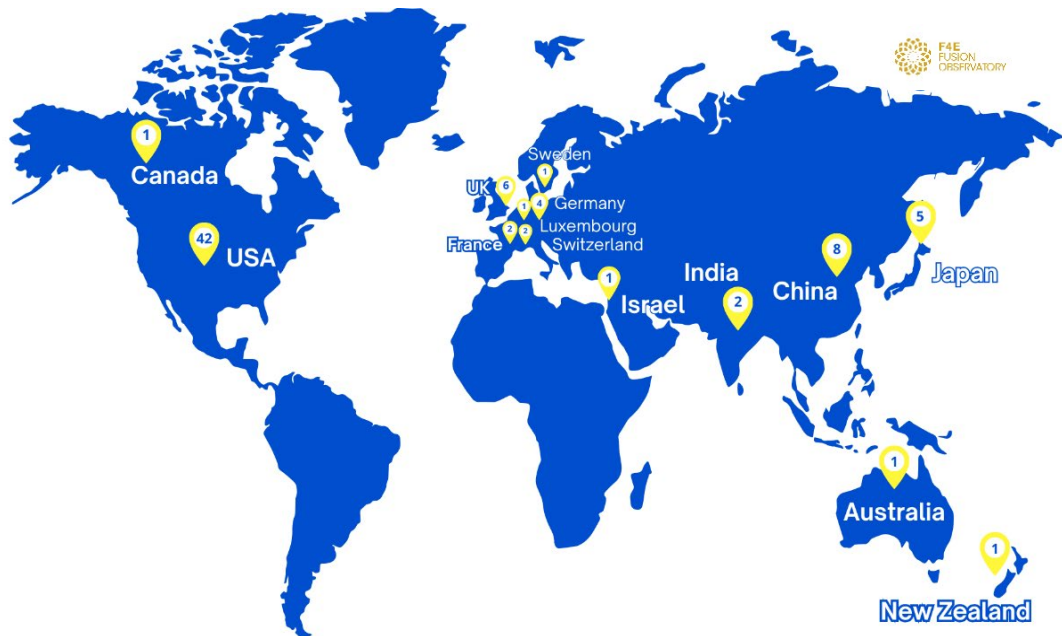 F4E
FUSION
OBSERVATORY
1
Canada
42
USA
Sweden
1
UK
6
1
4
Germany
Luxembourg
2
2
France
Switzerland
1
Israel
India
2
8
China
5
Japan
1
Australia
1
New Zealand